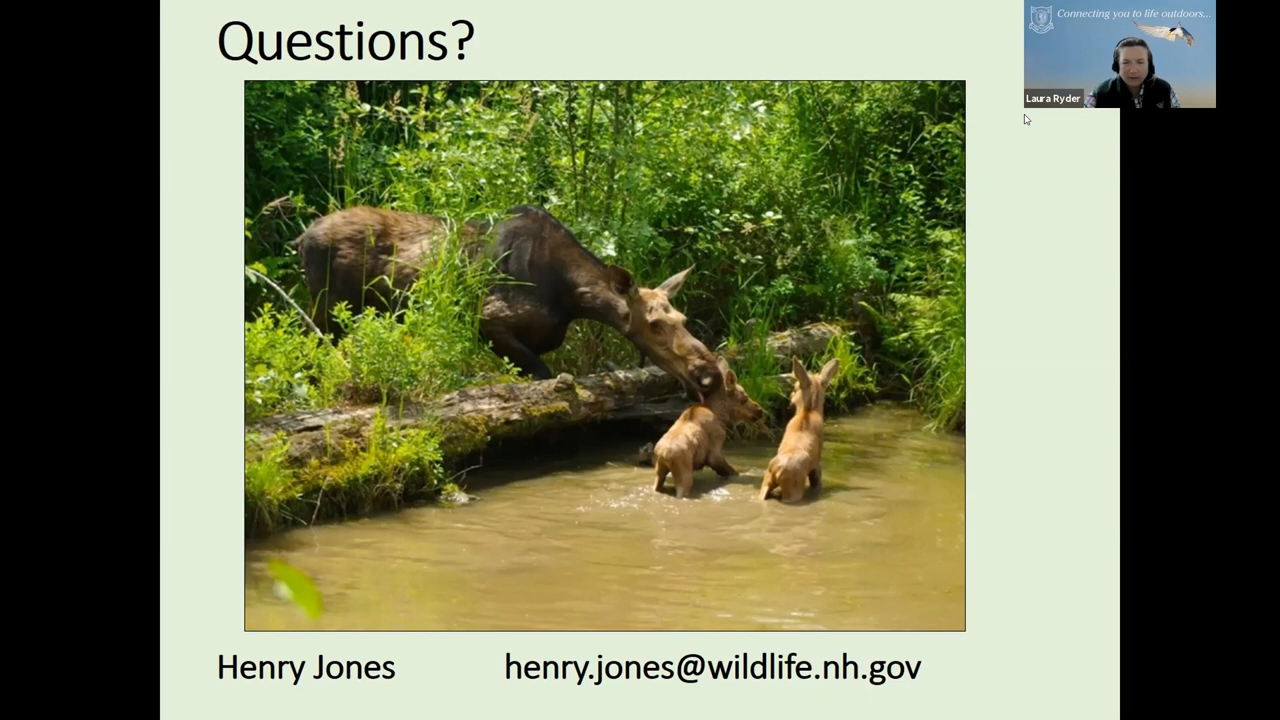 Questions?
Connecting you to life outdoors...
Laura Ryder
Henry Jones henry.jones@wildlife.nh.gov